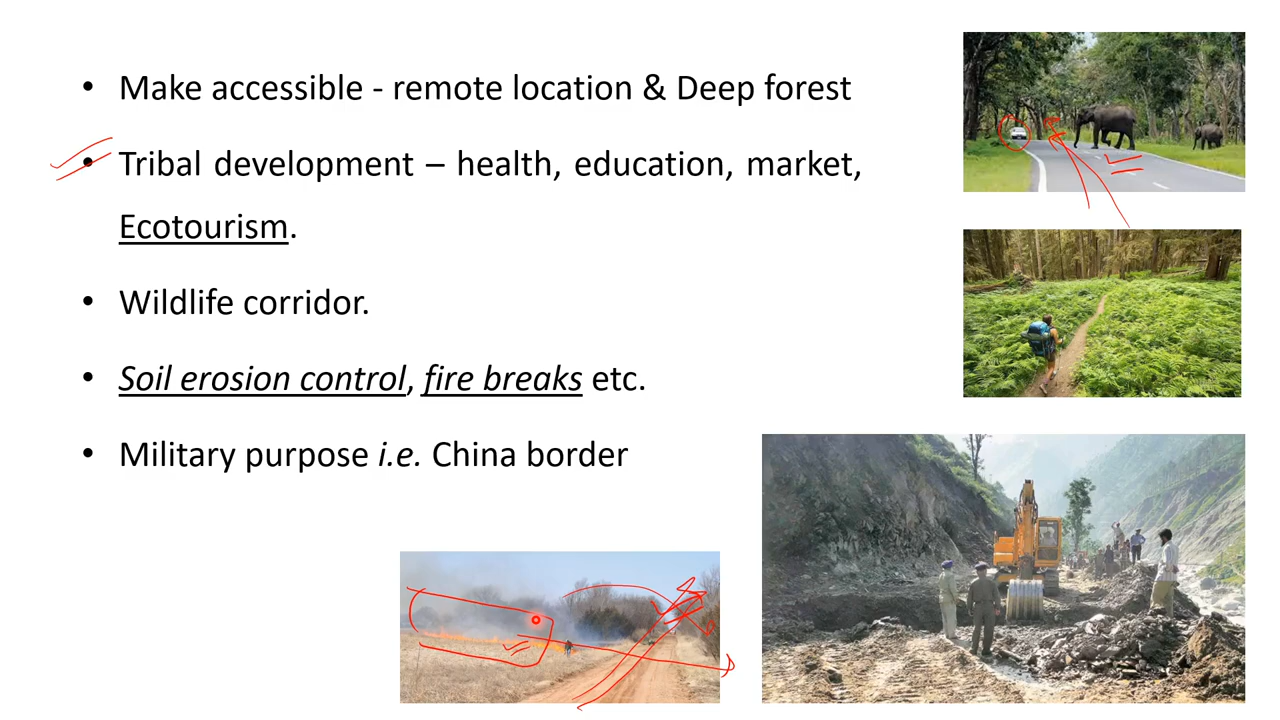 • Make accessible - remote location & Deep forest
• Tribal development – health, education, market,
Ecotourism.
• Wildlife corridor.
• Soil erosion control, fire breaks etc.
• Military purpose i.e. China border